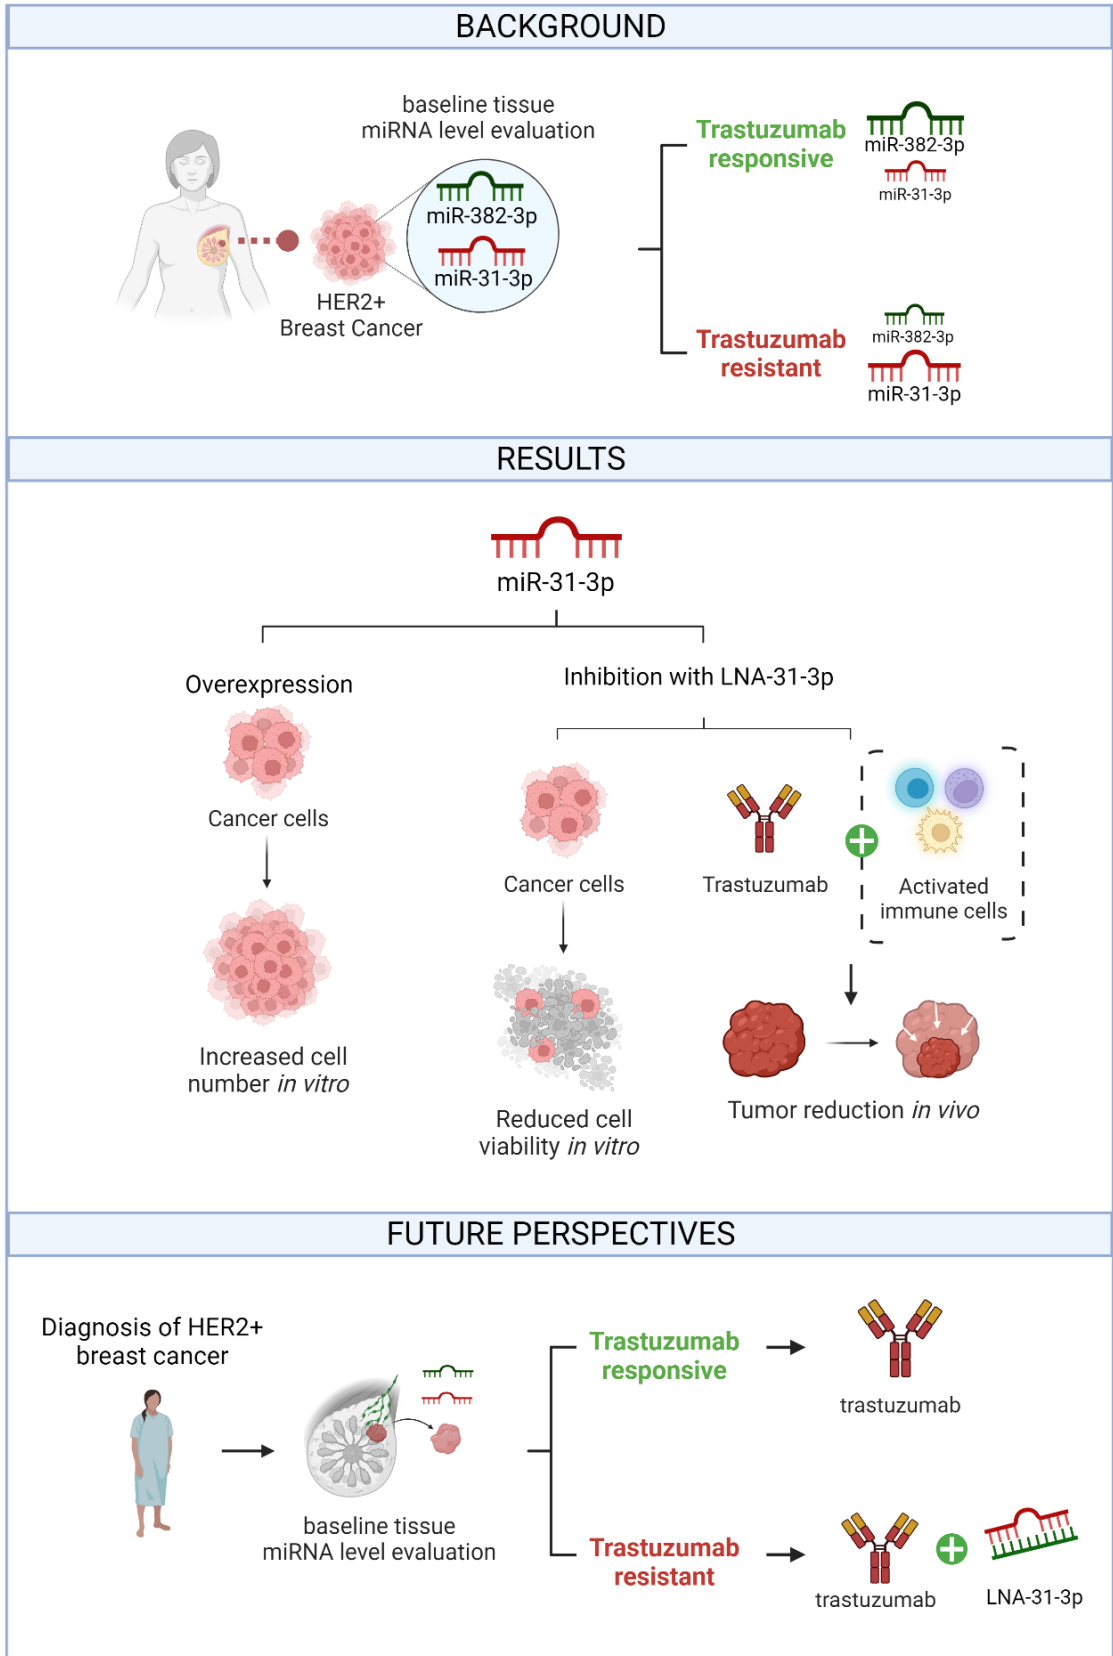 BACKGROUND
baseline tissue
miRNA level evaluation
miR-382-3p
miR-31-3p
HER2+
Breast Cancer
Trastuzumab
responsive
miR-382-3p
miR-31-3p
Trastuzumab
resistant
miR-382-3p
miR-31-3p
RESULTS
miR-31-3p
Overexpression
Cancer cells
Increased cell
number in vitro
Inhibition with LNA-31-3p
Cancer cells
Reduced cell
viability in vitro
Trastuzumab
Activated
immune cells
Tumor reduction in vivo
FUTURE PERSPECTIVES
Diagnosis of HER2+
breast cancer
baseline tissue
miRNA level evaluation
Trastuzumab
responsive
trastuzumab
Trastuzumab
resistant
trastuzumab
LNA-31-3p